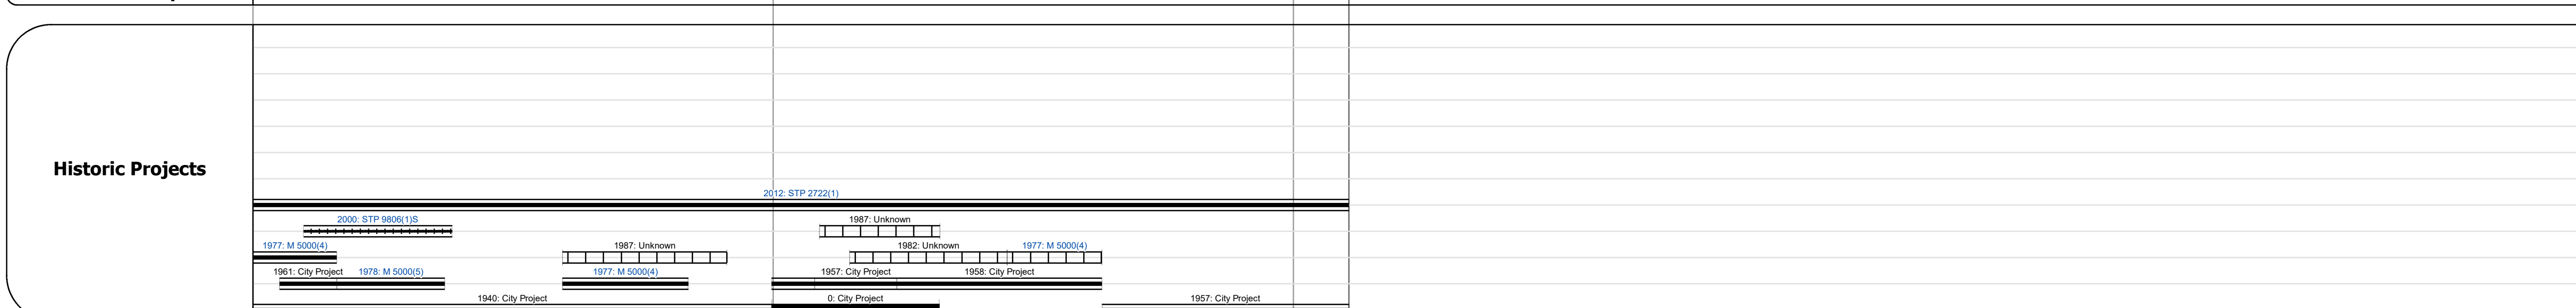 Historic Projects
2012: STP 2722(1)
2000: STP 9806(1)S
1987: Unknown
1977: M 5000(4)
1987: Unknown
1982: Unknown
1977: M 5000(4)
1961: City Project
1978: M 5000(5)
1977: M 5000(4)
1957: City Project
1958: City Project
1940: City Project
0: City Project
1957: City Project